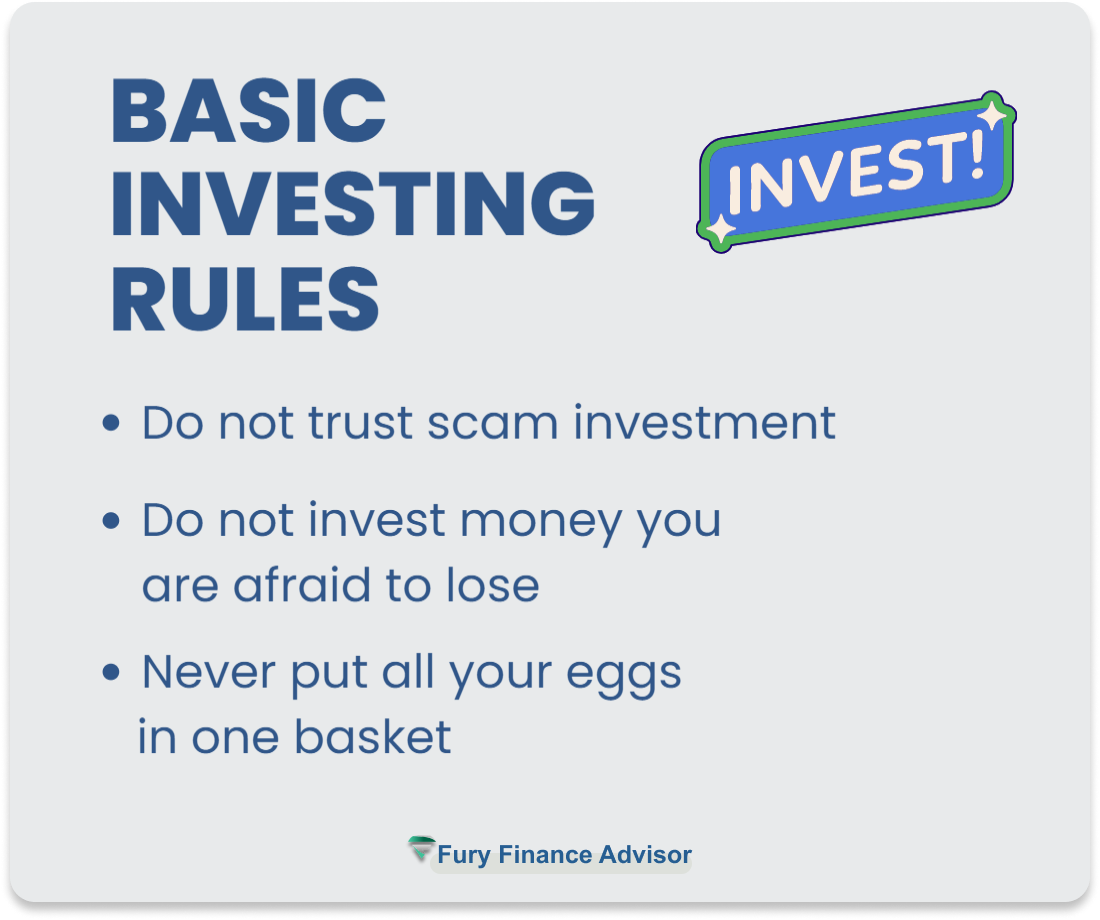 BASIC
INVESTING
RULES
INVEST!
• Do not trust scam investment
• Do not invest money you
are afraid to lose
• Never put all your eggs
in one basket
Fury Finance Advisor